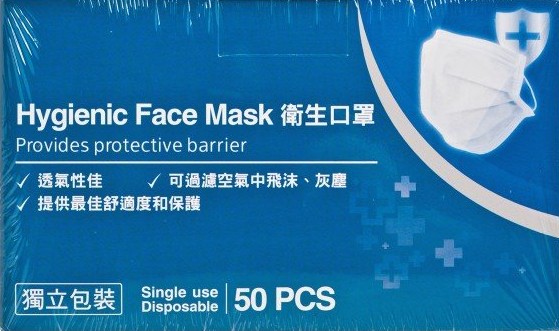 Hygienic Face Mask 衛生口罩
Provides protective barrier
✓ 透氣性佳 ✓ 可過濾空氣中飛沫、灰塵
✓ 提供最佳舒適度和保護
獨立包裝 Single use Disposable 50 PCS